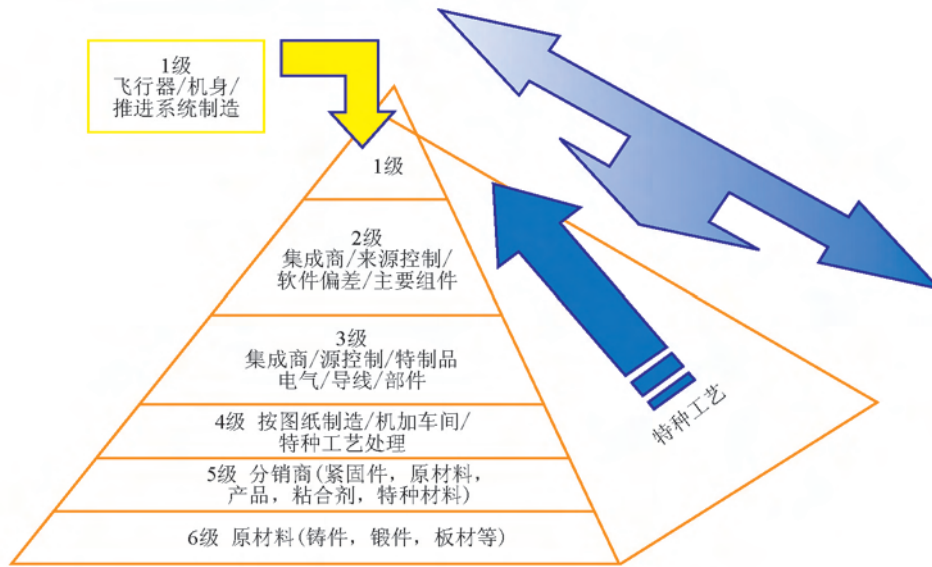 1级
飞行器/机身/
推进系统制造
1级
2级
集成商/来源控制/
软件偏差/主要组件
3级
集成商/源控制/特制品
电气/导线/部件
4级 按图纸制造/机加车间/
特种工艺处理
5级 分销商(紧固件，原材料，
产品，粘合剂，特种材料)
6级 原材料(铸件，锻件，板材等)
特种工艺